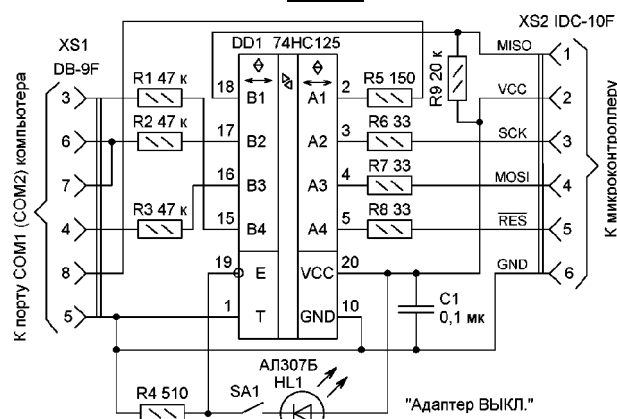 XS2 IDC-10F
XS1
DB-9F
DD1 74HC125
MISO
1
R1 47 к
18
B1
A1
2
R5 150
R9 20 к
VCC
2
3
R2 47 к
17
B2
A2
3
R6 33
SCK
3
6
7
16
B3
A3
4
R7 33
MOSI
4
4
R3 47 к
15
B4
A4
5
R8 33
RES
5
8
19
E
VCC
20
GND
6
5
1
T
GND
10
C1
0,1 мк
К порту COM1 (COM2) компьютера
К микроконтроллеру
АЛ307Б
HL1
R4 510
SA1
"Адаптер ВЫКЛ."